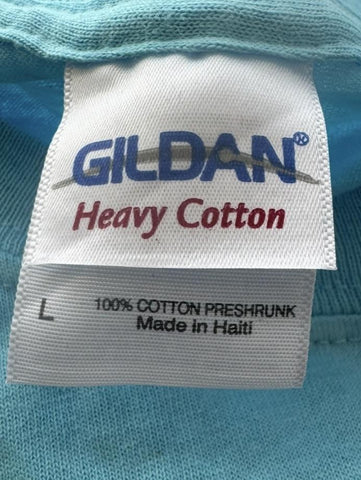 GILDAN®
Heavy Cotton
L 100% COTTON PRESHRUNK
Made in Haiti